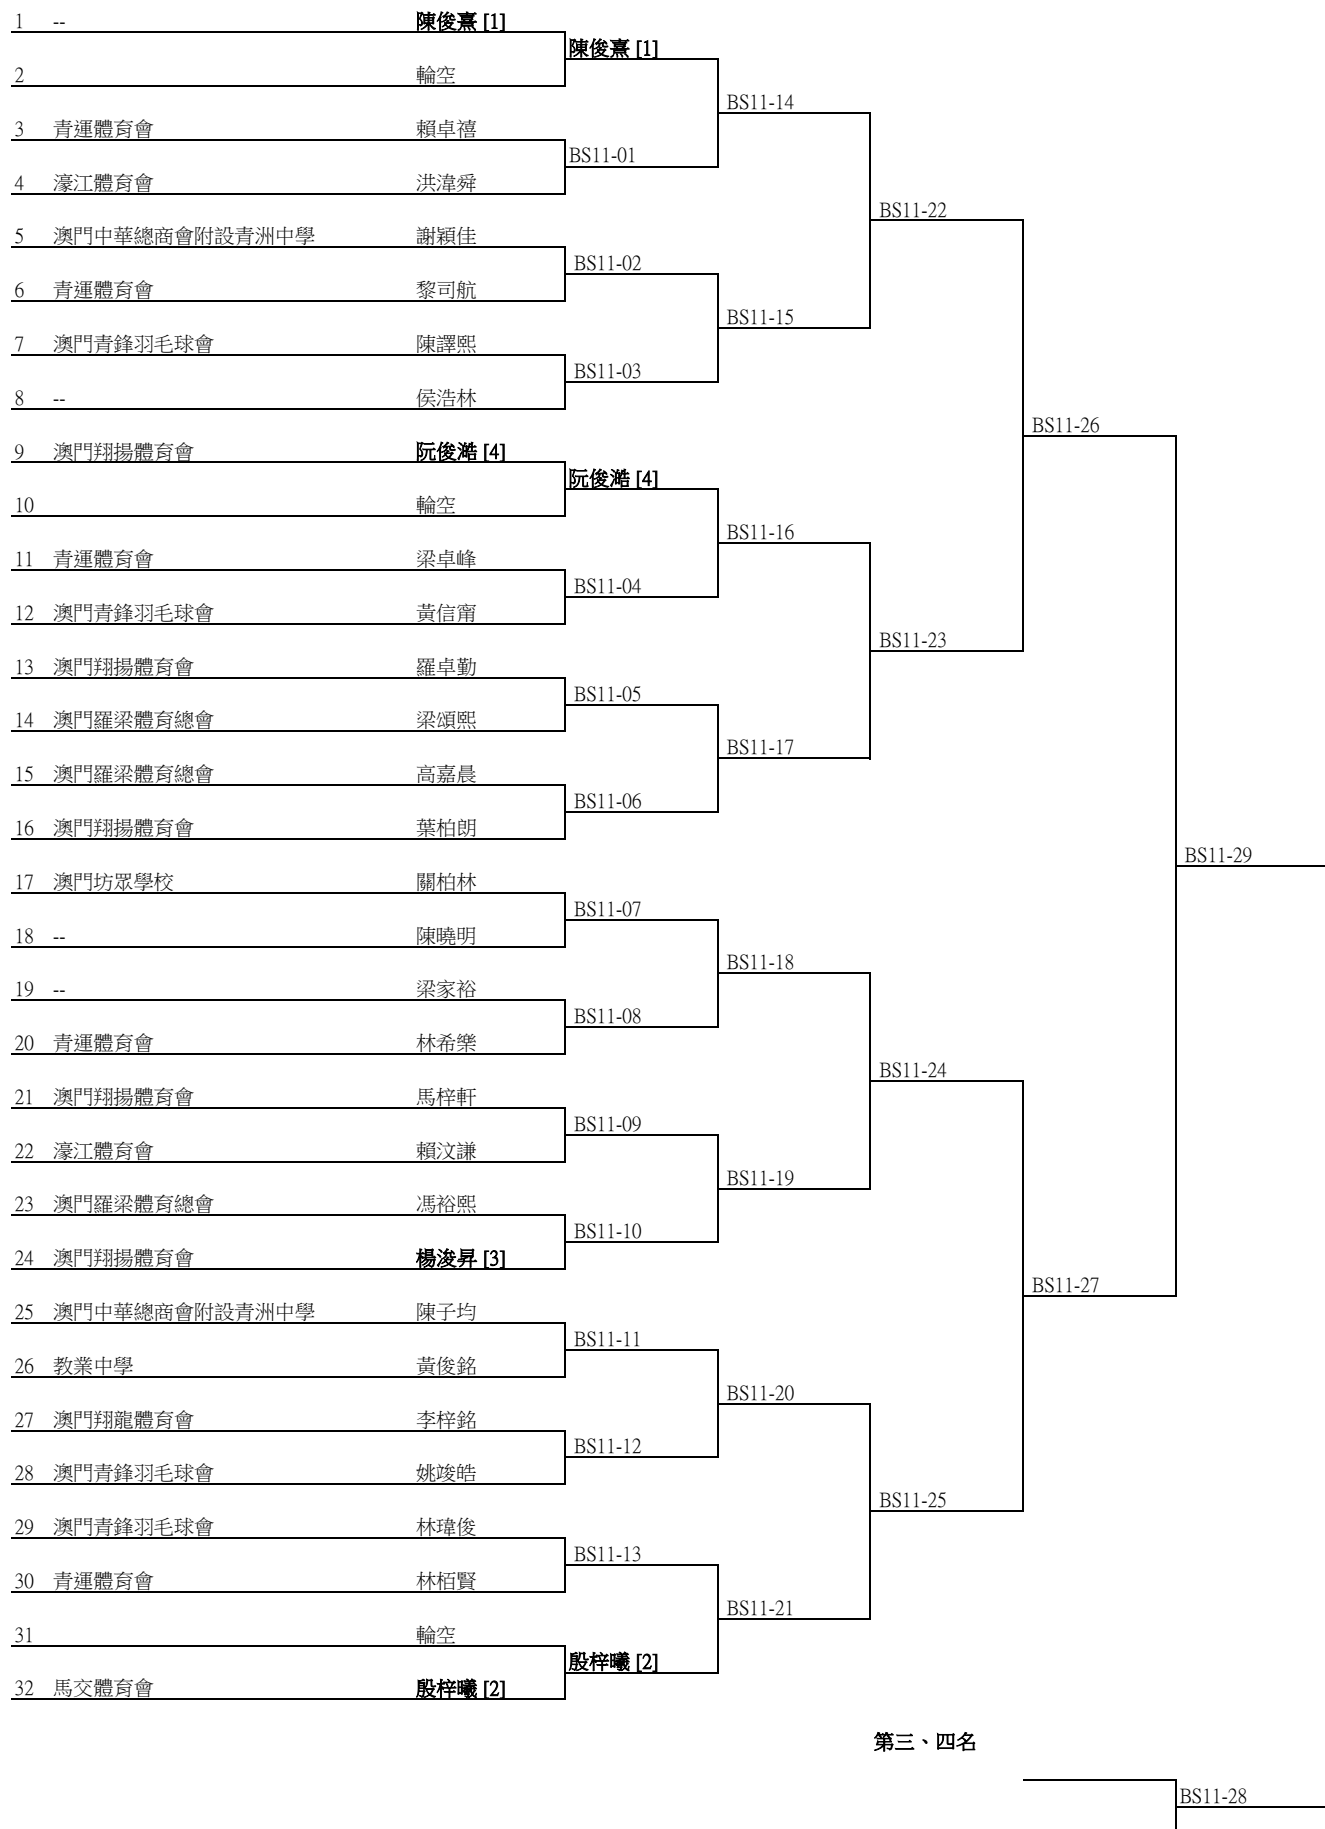 1 -- 陳俊熹 [1]
陳俊熹 [1]
2 輪空
BS11-14
3 青運體育會 賴卓禧
BS11-01
4 濠江體育會 洪漳舜
BS11-22
5 澳門中華總商會附設青洲中學 謝穎佳
BS11-02
6 青運體育會 黎司航
BS11-15
7 澳門青鋒羽毛球會 陳譯熙
BS11-03
8 -- 侯浩林
BS11-26
9 澳門翔揚體育會 阮俊澔 [4]
阮俊澔 [4]
10 輪空
BS11-16
11 青運體育會 梁卓峰
BS11-04
12 澳門青鋒羽毛球會 黃信甯
BS11-23
13 澳門翔揚體育會 羅卓勤
BS11-05
14 澳門羅梁體育總會 梁頌熙
BS11-17
15 澳門羅梁體育總會 高嘉晨
BS11-06
16 澳門翔揚體育會 葉柏朗
BS11-29
17 澳門坊眾學校 關柏林
BS11-07
18 -- 陳曉明
BS11-18
19 -- 梁家裕
BS11-08
20 青運體育會 林希樂
BS11-24
21 澳門翔揚體育會 馬梓軒
BS11-09
22 濠江體育會 賴汶謙
BS11-19
23 澳門羅梁體育總會 馮裕熙
BS11-10
24 澳門翔揚體育會 楊浚昇 [3]
BS11-27
25 澳門中華總商會附設青洲中學 陳子均
BS11-11
26 教業中學 黃俊銘
BS11-20
27 澳門翔龍體育會 李梓銘
BS11-12
28 澳門青鋒羽毛球會 姚竣皓
BS11-25
29 澳門青鋒羽毛球會 林瑋俊
BS11-13
30 青運體育會 林栢賢
BS11-21
31 輪空
殷梓曦 [2]
32 馬交體育會 殷梓曦 [2]
第三、四名
BS11-28